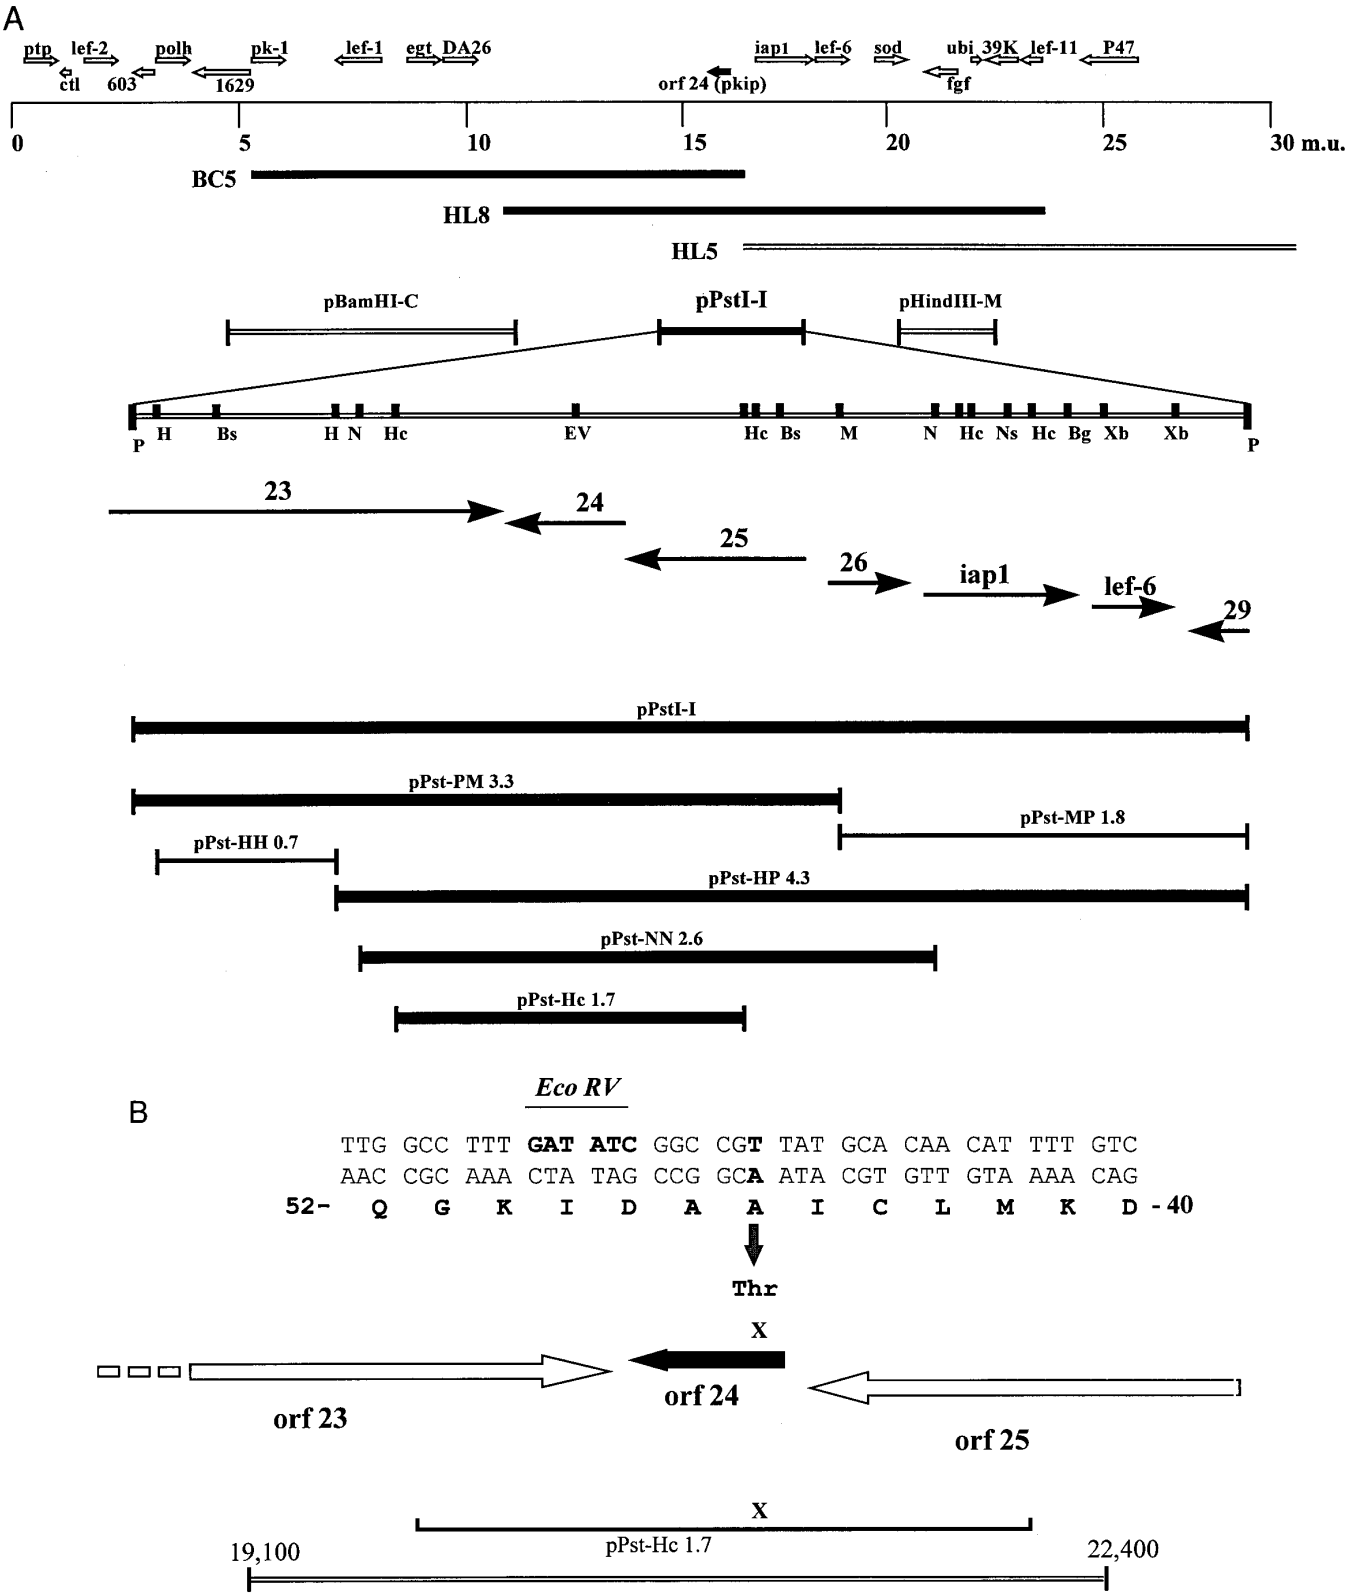 A
ptp lef-2 polh pk-1 lef-1 egt DA26 iap1 lef-6 sod ubi 39K lef-11 P47
ctl 603 1629 orf 24 (pkip) fgf
0 5 10 15 20 25 30 m.u.
BC5
HL8
HL5
pBamHI-C pPstI-I pHindIII-M
P H Bs H N Hc EV Hc Bs M N Hc Ns Hc Bg Xb Xb P
23
24
25
26
iap1
lef-6
29
pPstI-I
pPst-PM 3.3
pPst-MP 1.8
pPst-HH 0.7
pPst-HP 4.3
pPst-NN 2.6
pPst-Hc 1.7
B
Eco RV
TTG GCC TTT GAT ATC GGC CGT TAT GCA CAA CAT TTT GTC
AAC CGC AAA CTA TAG CCG GCA ATA CGT GTT GTA AAA CAG
52- Q G K I D A A I C L M K D -40
Thr
X
orf 23
orf 24
orf 25
X
pPst-Hc 1.7
19,100 22,400